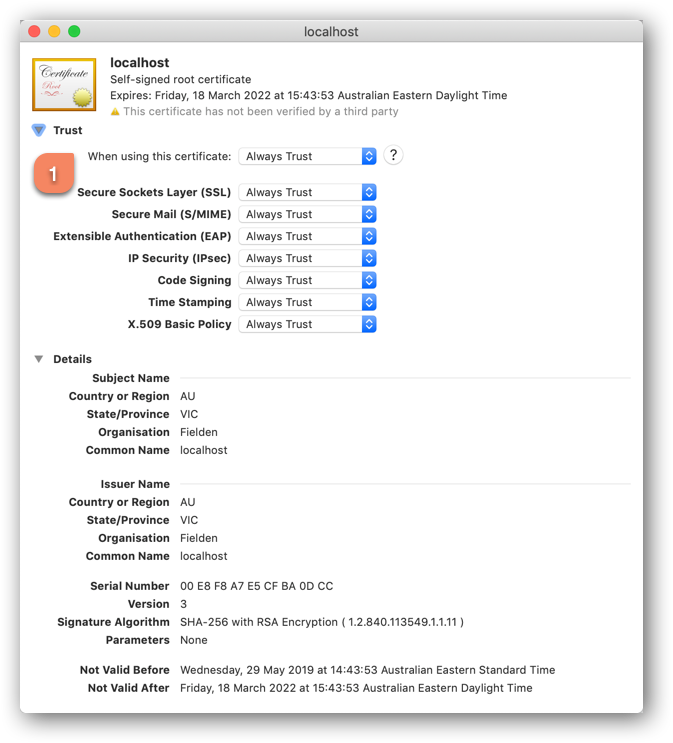 localhost
Certificate
Root
localhost
Self-signed root certificate
Expires: Friday, 18 March 2022 at 15:43:53 Australian Eastern Daylight Time
This certificate has not been verified by a third party
Trust
1
When using this certificate: Always Trust ?
Secure Sockets Layer (SSL) Always Trust
Secure Mail (S/MIME) Always Trust
Extensible Authentication (EAP) Always Trust
IP Security (IPsec) Always Trust
Code Signing Always Trust
Time Stamping Always Trust
X.509 Basic Policy Always Trust
Details
Subject Name
Country or Region AU
State/Province VIC
Organisation Fielden
Common Name localhost
Issuer Name
Country or Region AU
State/Province VIC
Organisation Fielden
Common Name localhost
Serial Number 00 E8 F8 A7 E5 CF BA 0D CC
Version 3
Signature Algorithm SHA-256 with RSA Encryption ( 1.2.840.113549.1.1.11 )
Parameters None
Not Valid Before Wednesday, 29 May 2019 at 14:43:53 Australian Eastern Standard Time
Not Valid After Friday, 18 March 2022 at 15:43:53 Australian Eastern Daylight Time